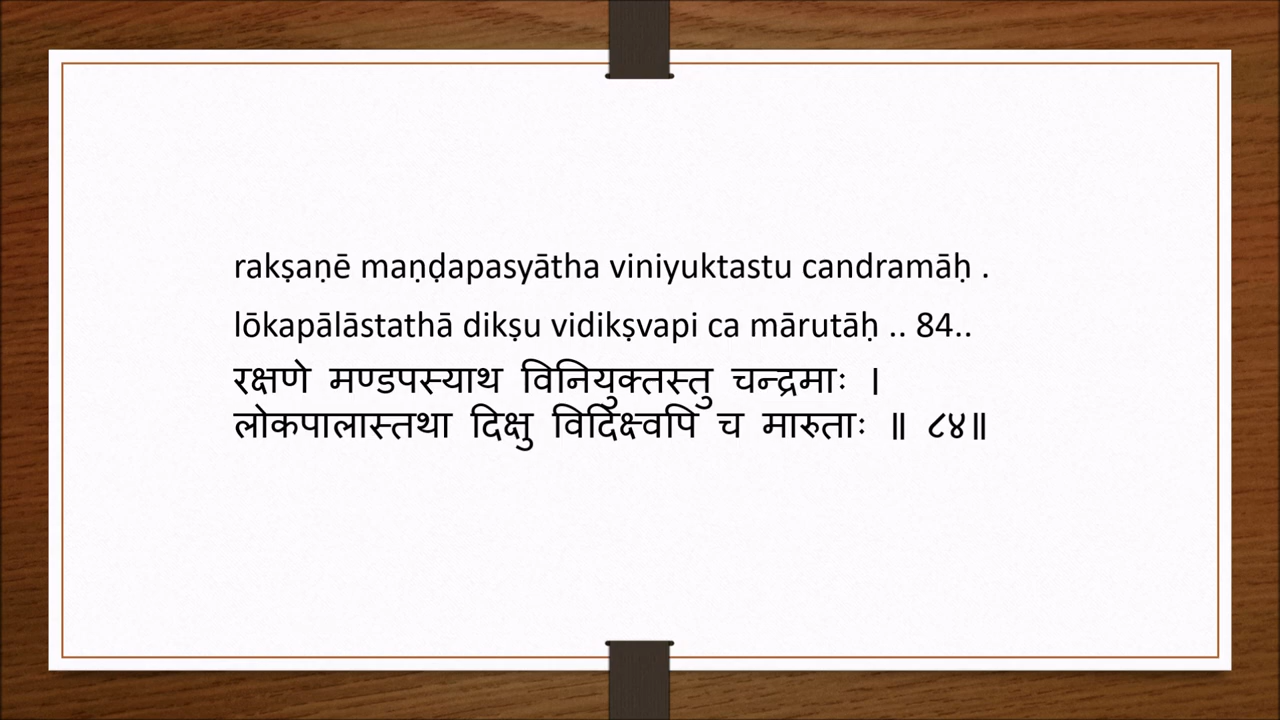 rakṣaṇē maṇḍapasyātha viniyuktastu candramāḥ .
lōkapālāstathā dikṣu vidikṣvapi ca mārutāḥ .. 84..
रक्षणे मण्डपस्याथ विनियुक्तस्तु चन्द्रमाः ।
लोकपालास्तथा दिक्षु विदिक्ष्वपि च मारुताः ॥ ८४॥